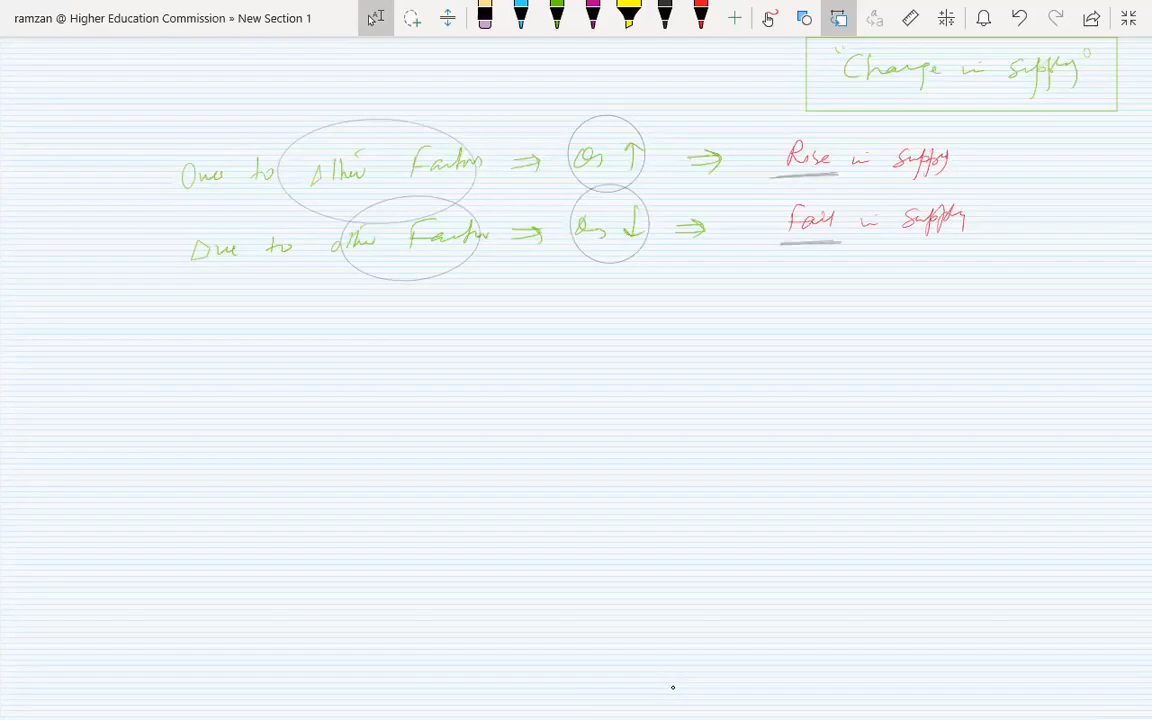 ramzan @ Higher Education Commission » New Section 1
"Change in supply"
Due to other Factors ⇒ Qs ↑ ⇒ Rise in supply
Due to other Factors ⇒ Qs ↓ ⇒ Fall in supply